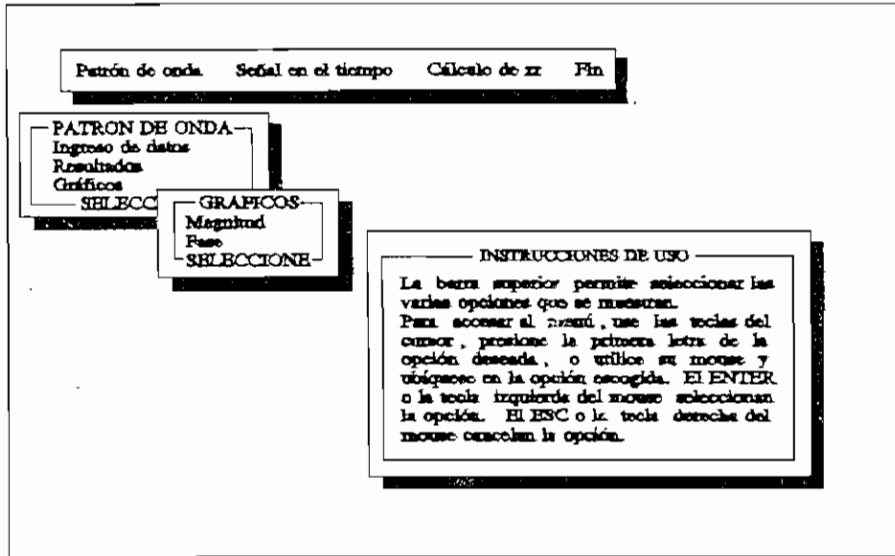 Patrón de onda Señal en el tiempo Cálculo de xx Fin
PATRON DE ONDA
Ingreso de datos
Resultados
Gráficos
SELECC
GRAFICOS
Magnitud
Fase
SELECCIONE
INSTRUCCIONES DE USO
La barra superior permite seleccionar las
varias opciones que se muestran.
Para accesar al menú, use las teclas del
cursor, presione la primera letra de la
opción deseada, o utilice su mouse y
ubíquese en la opción escogida. El ENTER
o la tecla izquierda del mouse seleccionan
la opción. El ESC o la tecla derecha del
mouse cancelan la opción.